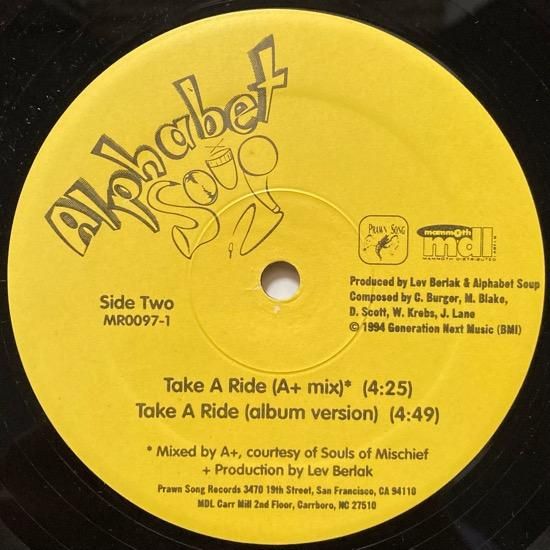 Alphabet
Soup
PRAWN SONG
mammoth
mdl
MAMMOTH DISTRIBUTED LABELS
Side Two
MR0097-1
Produced by Lev Berlak & Alphabet Soup
Composed by C. Burger, M. Blake,
D. Scott, W. Krebs, J. Lane
© 1994 Generation Next Music (BMI)
Take A Ride (A+ mix)* (4:25)
Take A Ride (album version) (4:49)
* Mixed by A+, courtesy of Souls of Mischief
+ Production by Lev Berlak
Prawn Song Records 3470 19th Street, San Francisco, CA 94110
MDL Carr Mill 2nd Floor, Carrboro, NC 27510